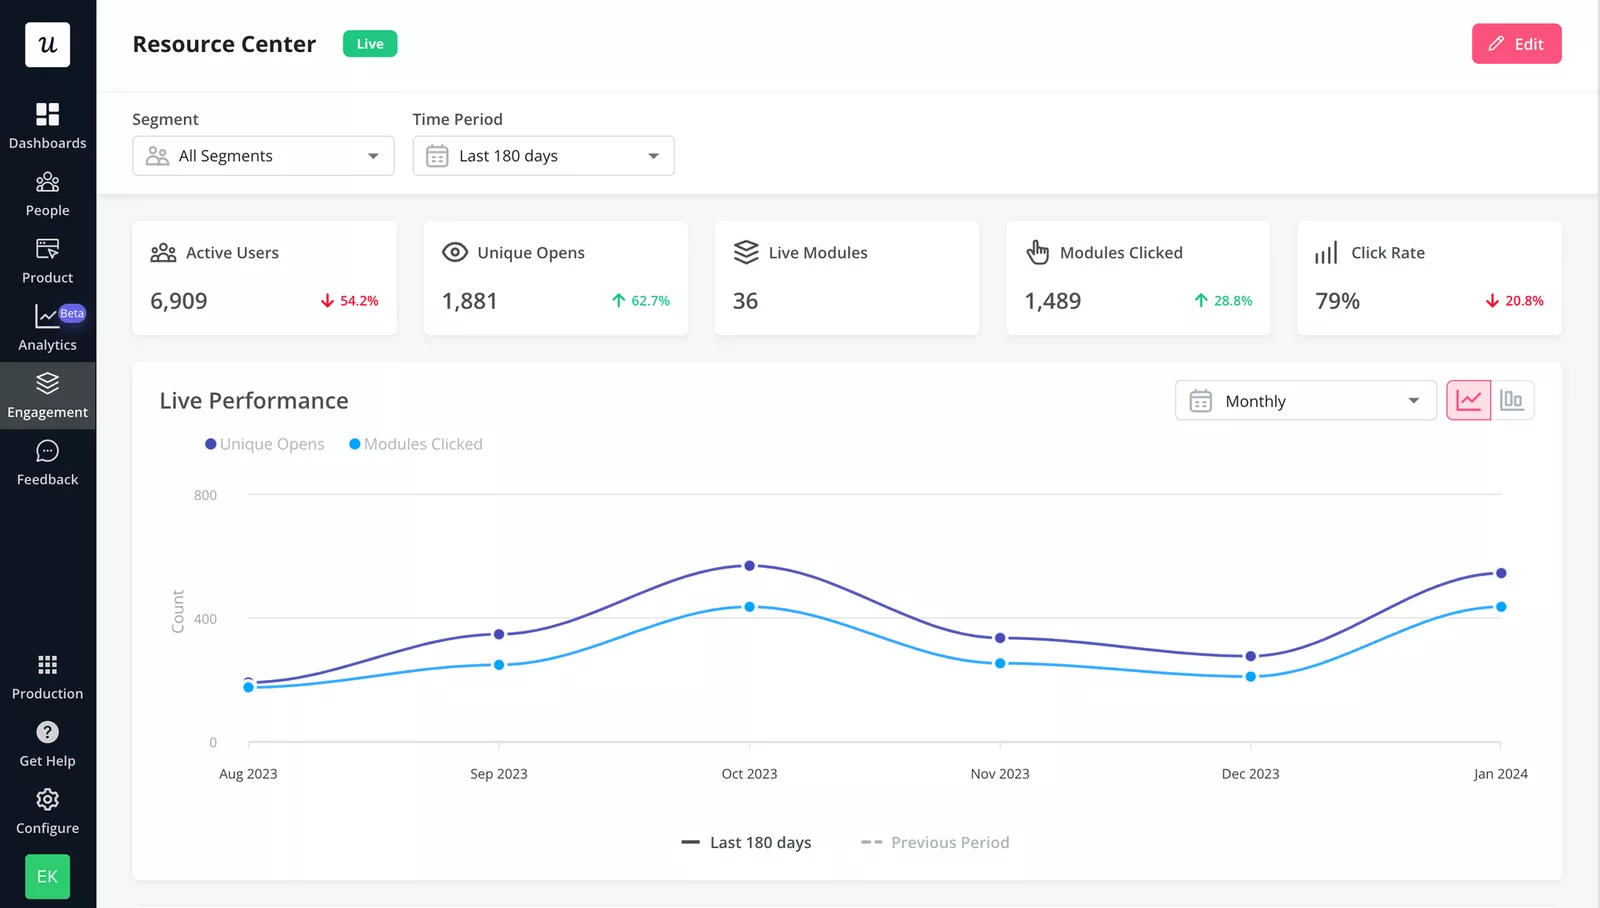 u
Resource Center
Live
Edit
Dashboards
People
Product
Beta
Analytics
Engagement
Feedback
Production
Get Help
Configure
EK
Segment
Time Period
All Segments
Last 180 days
Active Users
6,909
54.2%
Unique Opens
1,881
62.7%
Live Modules
36
Modules Clicked
1,489
28.8%
Click Rate
79%
20.8%
Live Performance
Monthly
Unique Opens
Modules Clicked
800
400
0
Count
Aug 2023
Sep 2023
Oct 2023
Nov 2023
Dec 2023
Jan 2024
Last 180 days
Previous Period